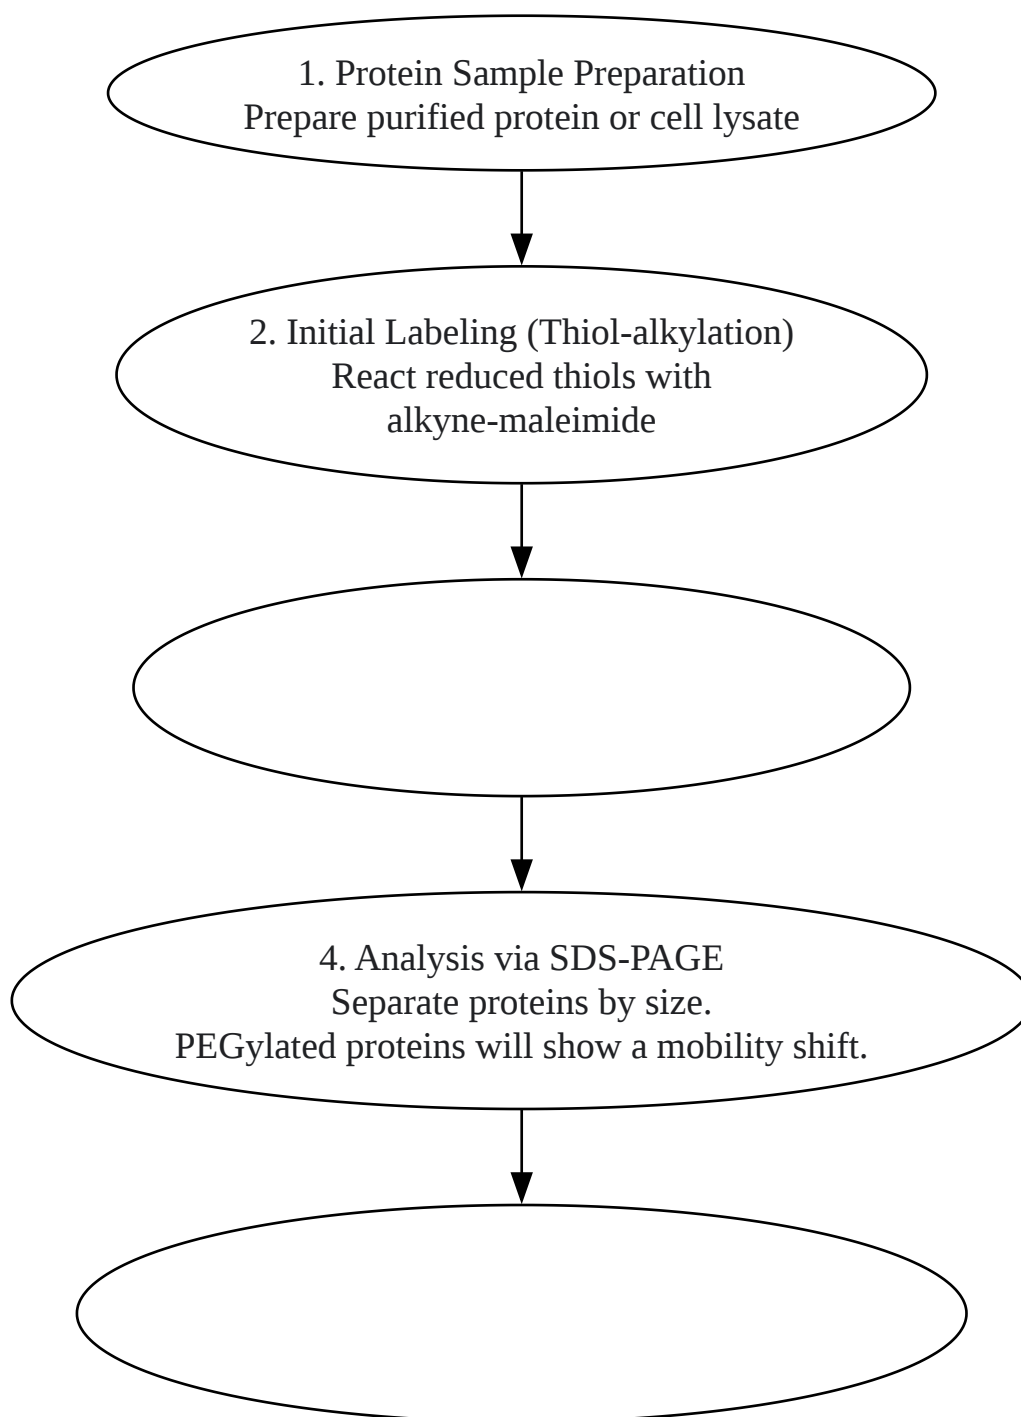 1. Protein Sample Preparation
Prepare purified protein or cell lysate
2. Initial Labeling (Thiol-alkylation)
React reduced thiols with
alkyne-maleimide
4. Analysis via SDS-PAGE
Separate proteins by size.
PEGylated proteins will show a mobility shift.